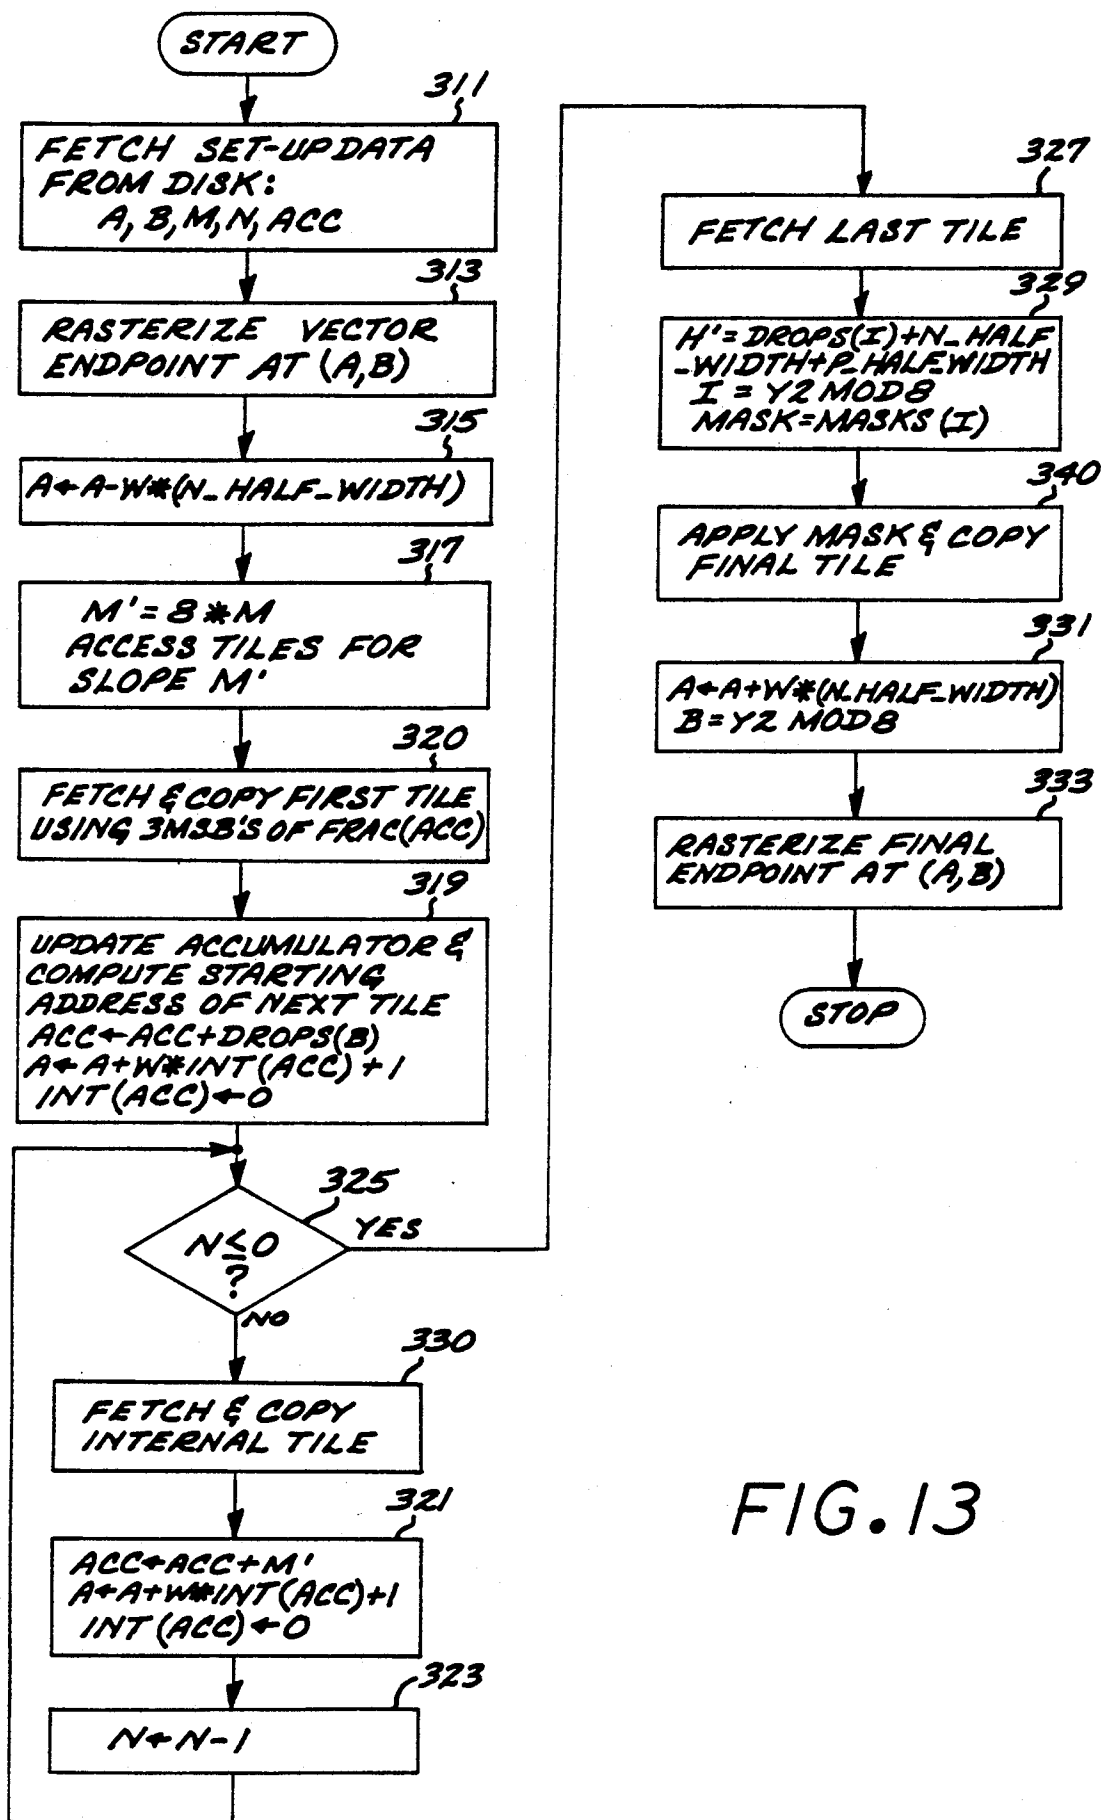 START
311
FETCH SET-UPDATA
FROM DISK:
A, B, M, N, ACC
313
RASTERIZE VECTOR
ENDPOINT AT (A,B)
315
A←A-W*(N_HALF_WIDTH)
317
M'=8*M
ACCESS TILES FOR
SLOPE M'
320
FETCH & COPY FIRST TILE
USING 3MSB'S OF FRAC(ACC)
319
UPDATE ACCUMULATOR &
COMPUTE STARTING
ADDRESS OF NEXT TILE
ACC←ACC+DROPS(B)
A←A+W*INT(ACC)+1
INT(ACC)←0
325
N≤0
?
YES
NO
330
FETCH & COPY
INTERNAL TILE
321
ACC←ACC+M'
A←A+W*INT(ACC)+1
INT(ACC)←0
323
N←N-1
327
FETCH LAST TILE
329
H'=DROPS(I)+N_HALF
_WIDTH+P_HALF_WIDTH
I=Y2 MOD8
MASK=MASKS(I)
340
APPLY MASK & COPY
FINAL TILE
331
A←A+W*(N_HALF_WIDTH)
B=Y2 MOD8
333
RASTERIZE FINAL
ENDPOINT AT (A,B)
STOP
FIG.13